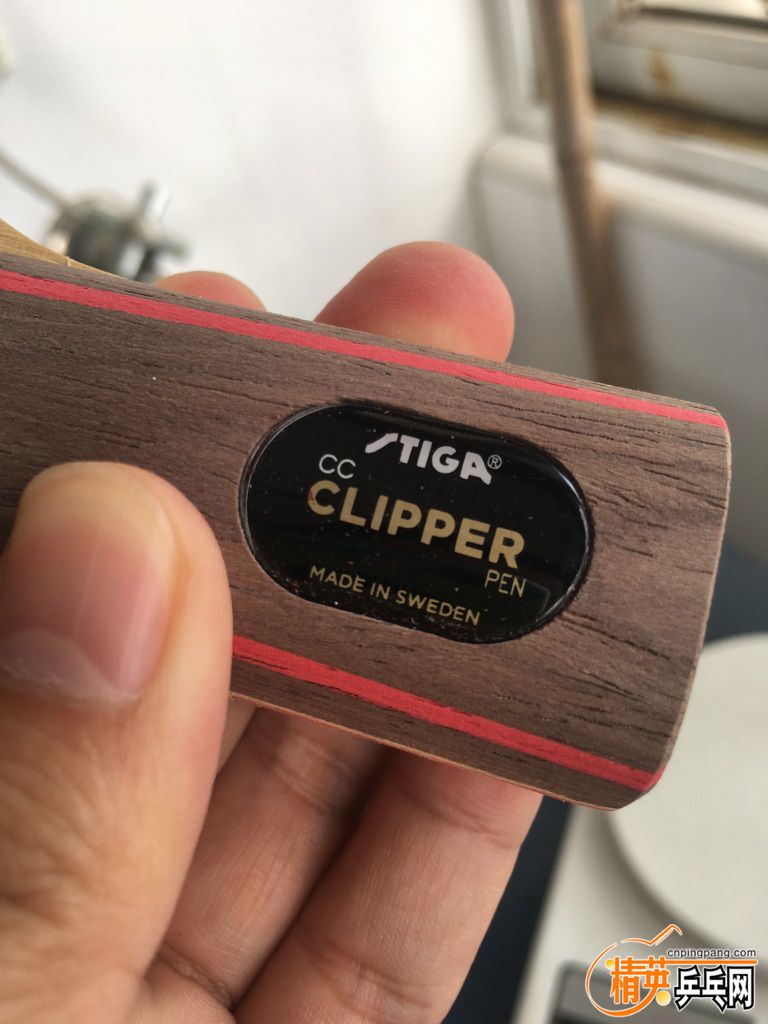 STIGA®
CC
CLIPPER
PEN
MADE IN SWEDEN
cnpingpang.com
精英乒乓网